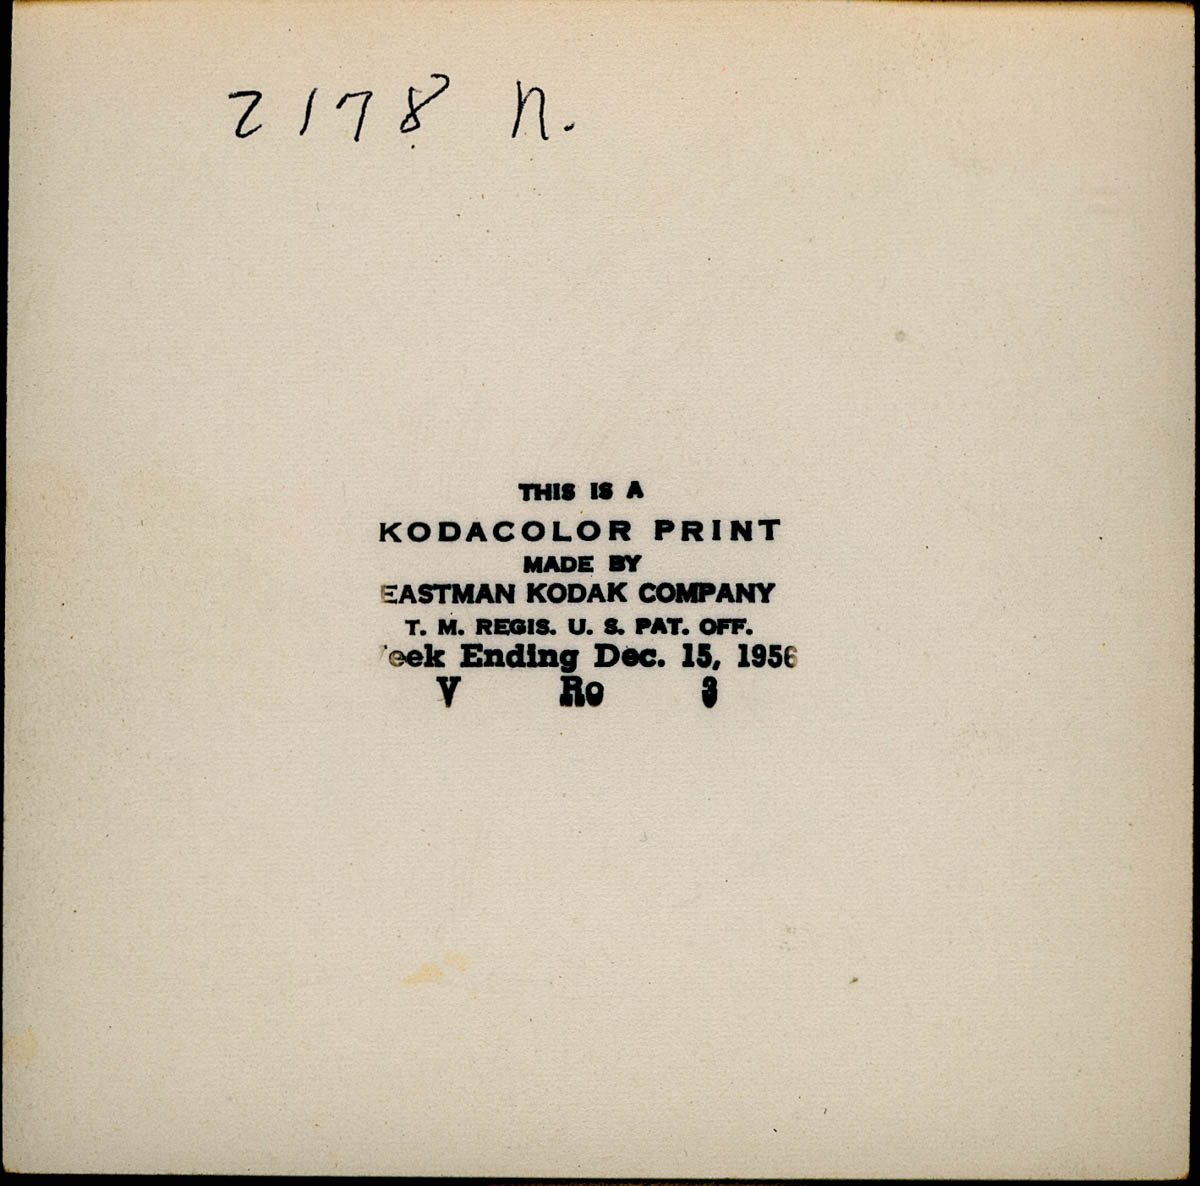 2178 n.
THIS IS A
KODACOLOR PRINT
MADE BY
EASTMAN KODAK COMPANY
T. M. REGIS. U. S. PAT. OFF.
Week Ending Dec. 15, 1956
V Ro 3